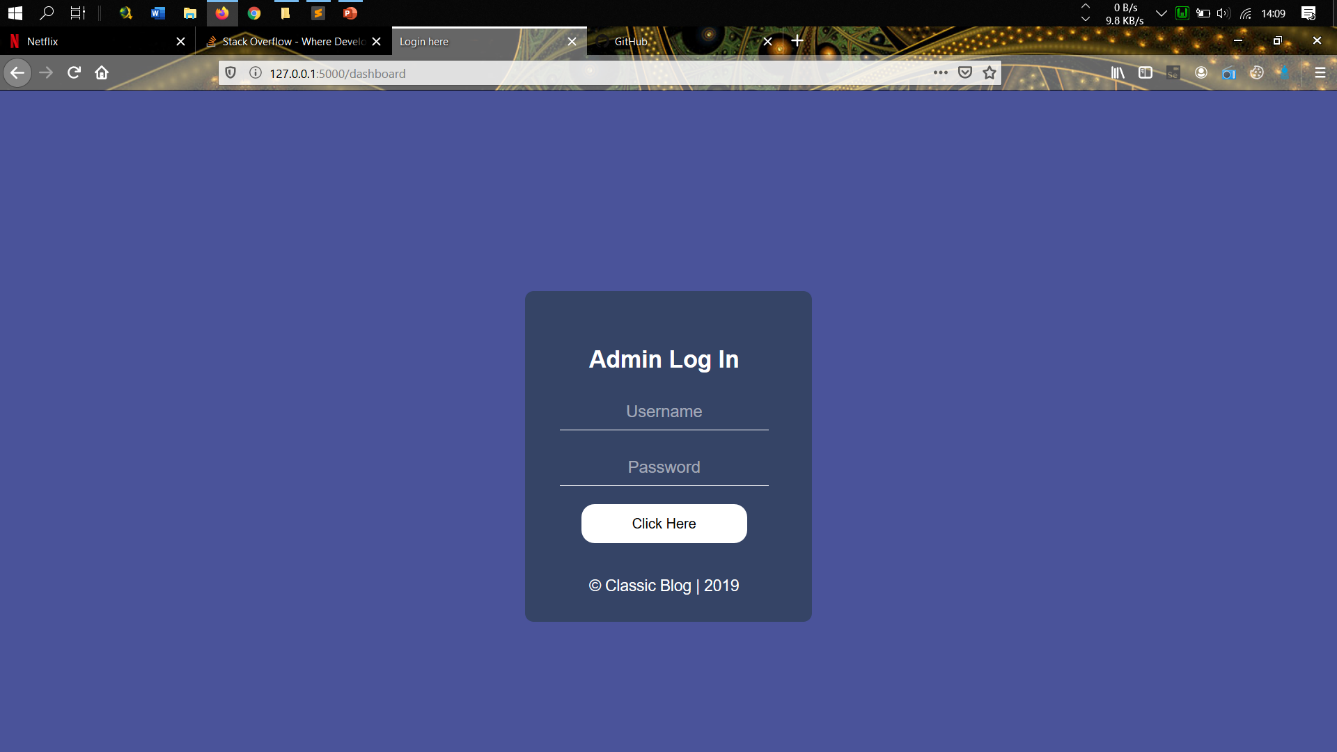 0 B/s
9.8 KB/s
14:09
Netflix
Stack Overflow - Where Develo
Login here
GitHub
127.0.0.1:5000/dashboard
Admin Log In
Username
Password
Click Here
© Classic Blog | 2019